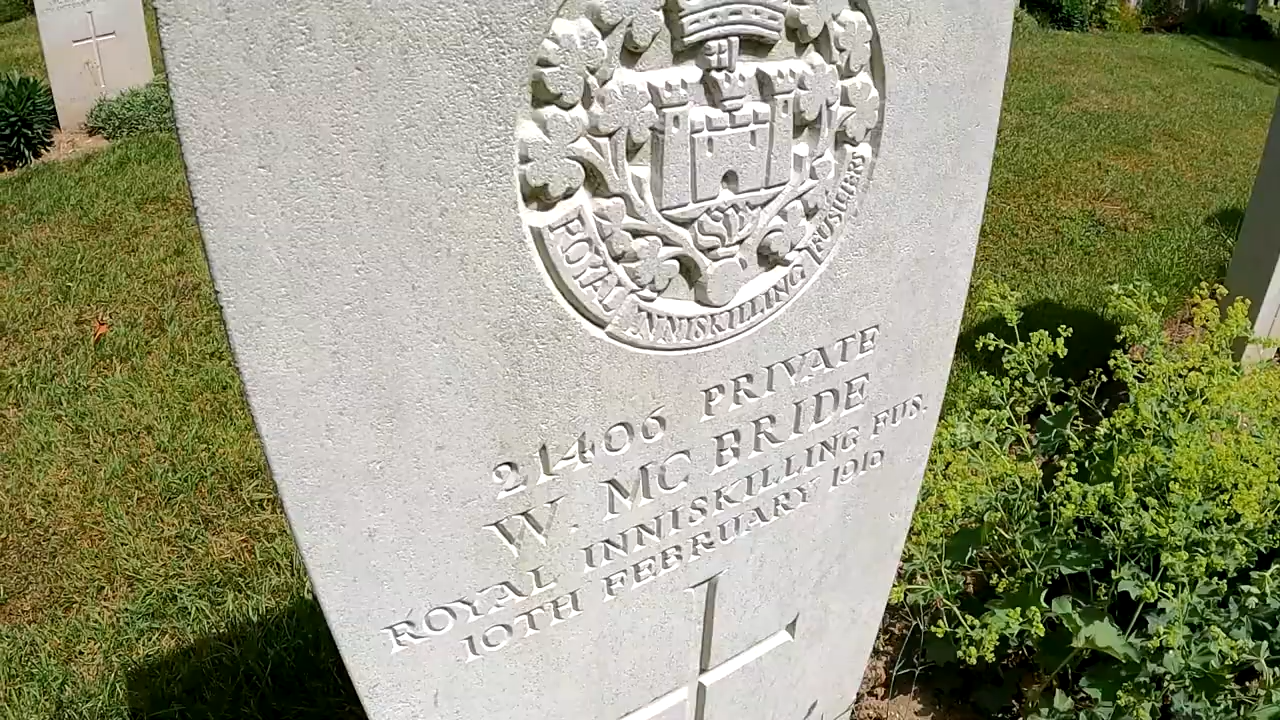 ROYAL INNISKILLING FUSILIERS
21406 PRIVATE
W. MC BRIDE
ROYAL INNISKILLING FUS.
10TH FEBRUARY 1916